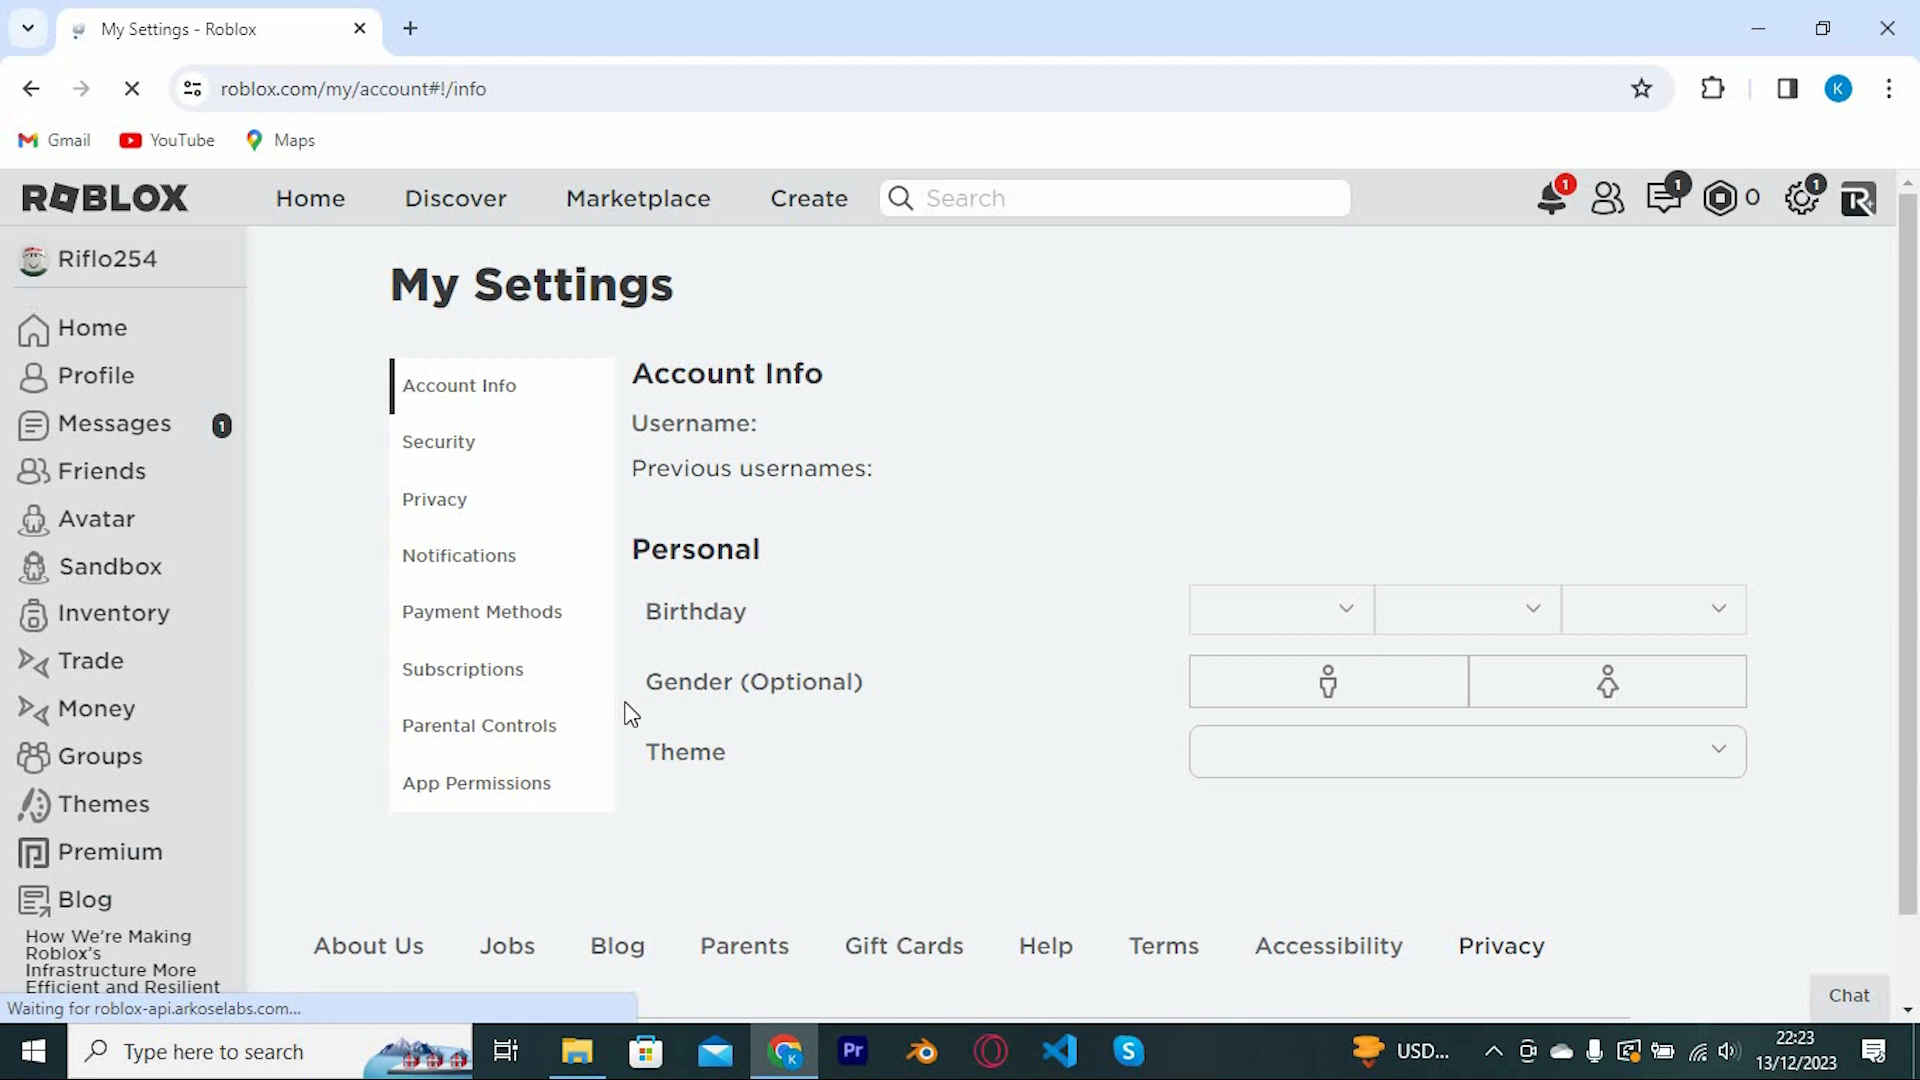 My Settings - Roblox
roblox.com/my/account#!/info
K
Gmail YouTube Maps
ROBLOX Home Discover Marketplace Create Search 1 1 0 1
Riflo254
Home
Profile
Messages 1
Friends
Avatar
Sandbox
Inventory
Trade
Money
Groups
Themes
Premium
Blog
How We're Making
Roblox's
Infrastructure More
Efficient and Resilient
My Settings
Account Info
Security
Privacy
Notifications
Payment Methods
Subscriptions
Parental Controls
App Permissions
Account Info
Username:
Previous usernames:
Personal
Birthday
Gender (Optional)
Theme
About Us Jobs Blog Parents Gift Cards Help Terms Accessibility Privacy
Chat
Waiting for roblox-api.arkoselabs.com...
Type here to search K Pr S USD... 22:23
13/12/2023